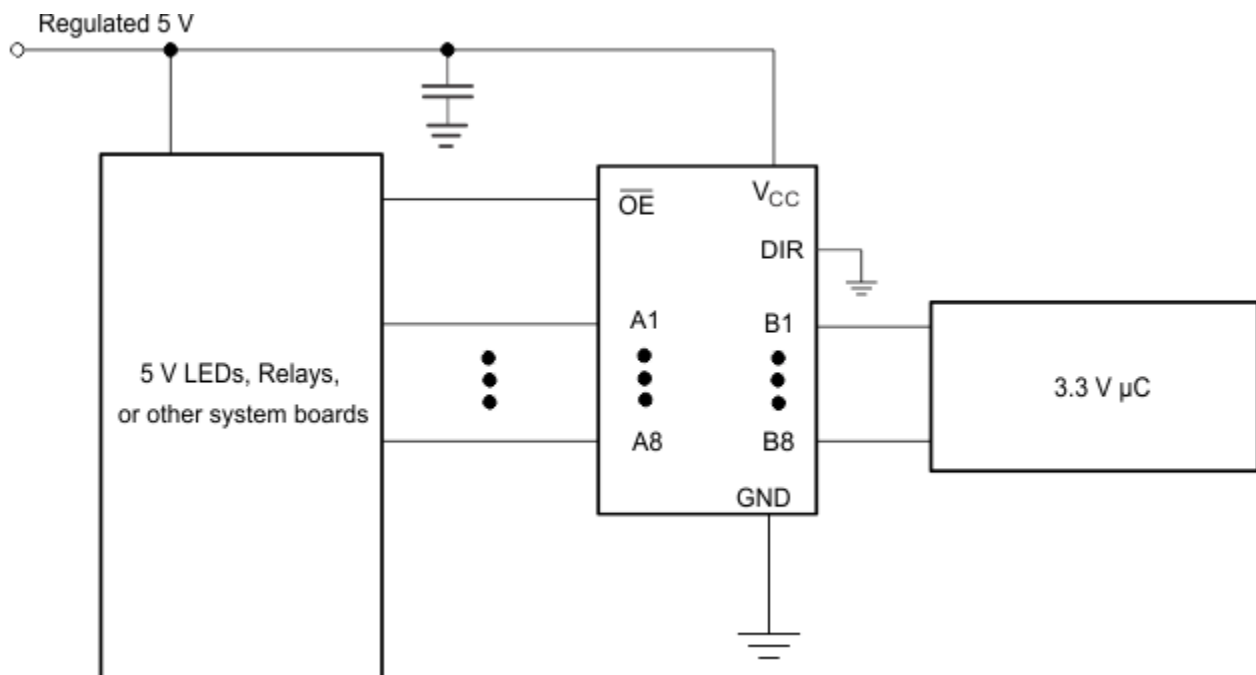 Regulated 5 V
OE
VCC
DIR
A1
B1
5 V LEDs, Relays,
or other system boards
3.3 V µC
A8
B8
GND